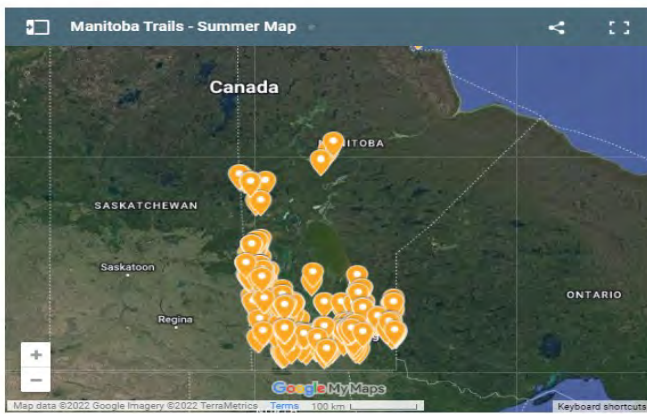 Manitoba Trails - Summer Map
Canada
MANITOBA
SASKATCHEWAN
Saskatoon
ONTARIO
Regina
+
−
Google My Maps
Map data ©2022 Google Imagery ©2022 TerraMetrics Terms 100 km Keyboard shortcuts